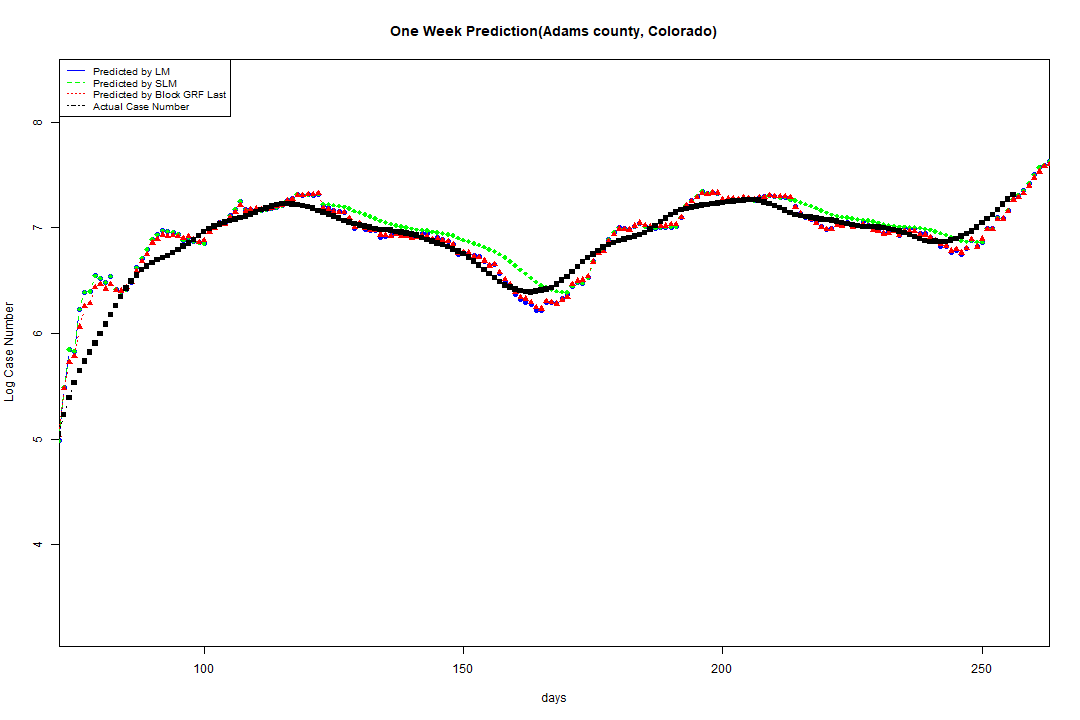 One Week Prediction(Adams county, Colorado)
Predicted by LM
Predicted by SLM
Predicted by Block GRF Last
Actual Case Number
8
7
6
5
4
Log Case Number
100 150 200 250
days